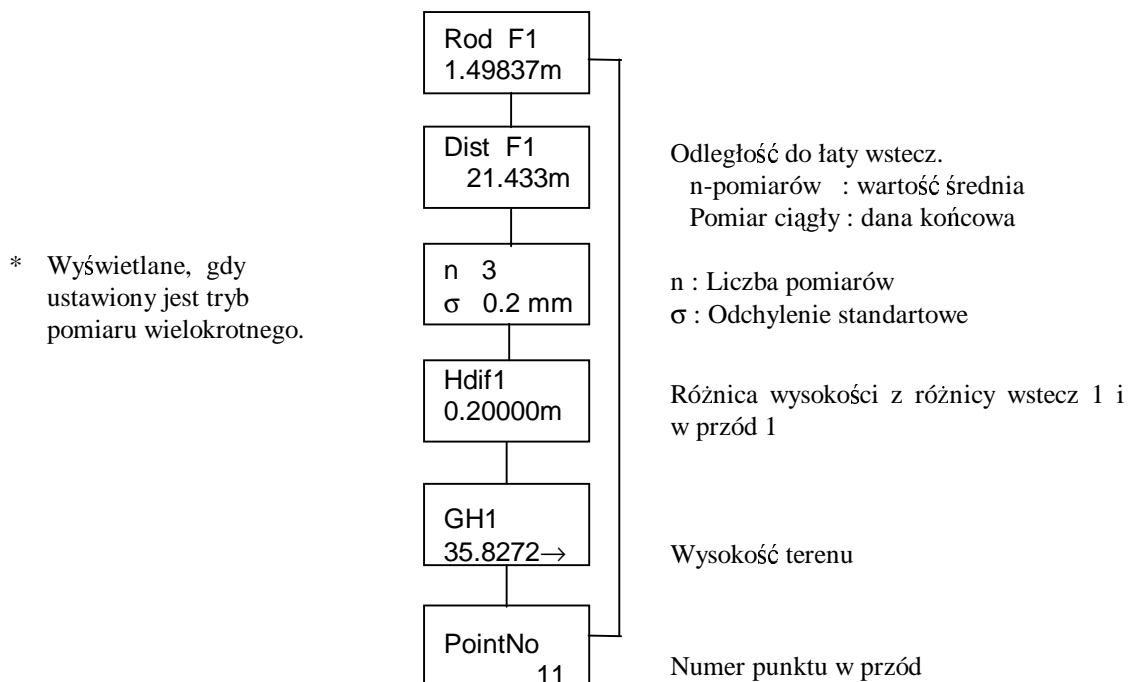 Rod F1
1.49837m
Dist F1
21.433m
Odległość do łaty wstecz.
n-pomiarów : wartość średnia
Pomiar ciągły : dana końcowa
* Wyświetlane, gdy
ustawiony jest tryb
pomiaru wielokrotnego.
n 3
σ 0.2 mm
n : Liczba pomiarów
σ : Odchylenie standartowe
Hdif1
0.20000m
Różnica wysokości z różnicy wstecz 1 i
w przód 1
GH1
35.8272→
Wysokość terenu
PointNo
11
Numer punktu w przód